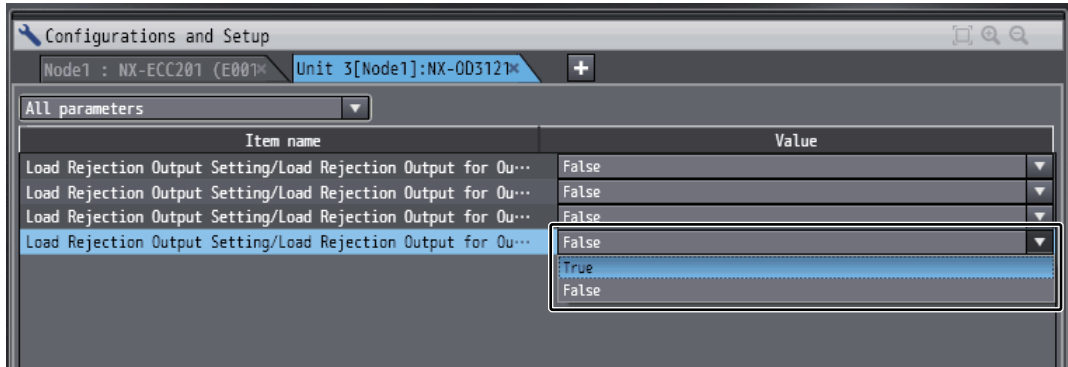 Configurations and Setup
Node1 : NX-ECC201 (E001 Unit 3[Node1]:NX-OD3121
All parameters
Item name Value
Load Rejection Output Setting/Load Rejection Output for Ou… False
Load Rejection Output Setting/Load Rejection Output for Ou… False
Load Rejection Output Setting/Load Rejection Output for Ou… False
Load Rejection Output Setting/Load Rejection Output for Ou… False
True
False